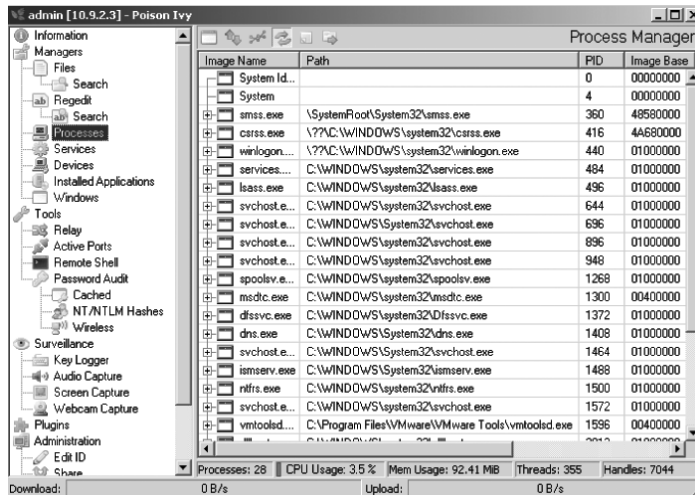 admin [10.9.2.3] - Poison Ivy
Information
Managers
Files
Search
Regedit
Search
Processes
Services
Devices
Installed Applications
Windows
Tools
Relay
Active Ports
Remote Shell
Password Audit
Cached
NT/NTLM Hashes
Wireless
Surveillance
Key Logger
Audio Capture
Screen Capture
Webcam Capture
Plugins
Administration
Edit ID
Share
Process Manager
Image Name Path PID Image Base
System Id... 0 00000000
System 4 00000000
smss.exe \SystemRoot\System32\smss.exe 360 48580000
csrss.exe \??\C:\WINDOWS\system32\csrss.exe 416 4A680000
winlogon.... \??\C:\WINDOWS\system32\winlogon.exe 440 01000000
services.... C:\WINDOWS\system32\services.exe 484 01000000
lsass.exe C:\WINDOWS\system32\lsass.exe 496 01000000
svchost.e... C:\WINDOWS\system32\svchost.exe 644 01000000
svchost.e... C:\WINDOWS\System32\svchost.exe 696 01000000
svchost.e... C:\WINDOWS\system32\svchost.exe 896 01000000
svchost.e... C:\WINDOWS\system32\svchost.exe 948 01000000
spoolsv.e... C:\WINDOWS\system32\spoolsv.exe 1268 01000000
msdtc.exe C:\WINDOWS\system32\msdtc.exe 1300 00400000
dfssvc.exe C:\WINDOWS\system32\Dfssvc.exe 1372 01000000
dns.exe C:\WINDOWS\System32\dns.exe 1408 01000000
svchost.e... C:\WINDOWS\System32\svchost.exe 1464 01000000
ismserv.exe C:\WINDOWS\System32\ismserv.exe 1488 01000000
ntfrs.exe C:\WINDOWS\system32\ntfrs.exe 1500 01000000
svchost.e... C:\WINDOWS\system32\svchost.exe 1572 01000000
vmtoolsd.... C:\Program Files\VMware\VMware Tools\vmtoolsd.exe 1596 00400000
Processes: 28 CPU Usage: 3.5 % Mem Usage: 92.41 MiB Threads: 355 Handles: 7044
Download: 0 B/s Upload: 0 B/s